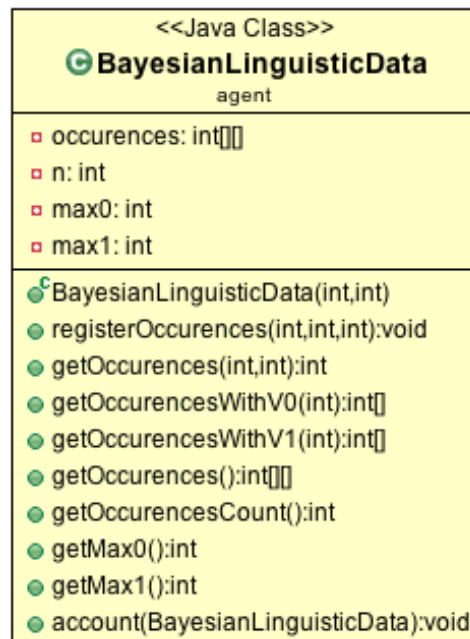 <<Java Class>>
C BayesianLinguisticData
agent
occurences: int[][]
n: int
max0: int
max1: int
C BayesianLinguisticData(int,int)
registerOccurences(int,int,int):void
getOccurences(int,int):int
getOccurencesWithV0(int):int[]
getOccurencesWithV1(int):int[]
getOccurences():int[][]
getOccurencesCount():int
getMax0():int
getMax1():int
account(BayesianLinguisticData):void